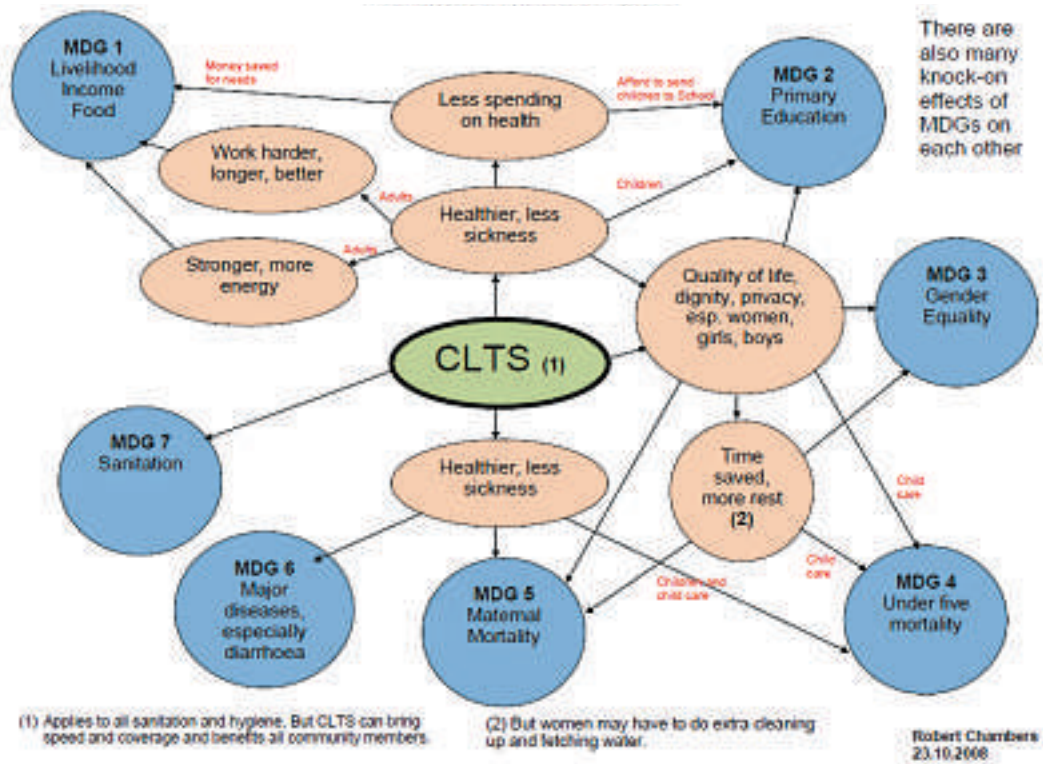 There are
also many
knock-on
effects of
MDGs on
each other
MDG 1
Livelihood
Income
Food
Money saved
for needs
Less spending
on health
Afford to send
children to School
MDG 2
Primary
Education
Work harder,
longer, better
Adults
Healthier, less
sickness
Children
Stronger, more
energy
Adults
Quality of life,
dignity, privacy,
esp. women,
girls, boys
MDG 3
Gender
Equality
CLTS (1)
MDG 7
Sanitation
Healthier, less
sickness
Time
saved,
more rest
(2)
Child
care
MDG 6
Major
diseases,
especially
diarrhoea
MDG 5
Maternal
Mortality
Children and
child care
Child
care
MDG 4
Under five
mortality
(1) Applies to all sanitation and hygiene. But CLTS can bring
speed and coverage and benefits all community members.
(2) But women may have to do extra cleaning
up and fetching water.
Robert Chambers
23.10.2008